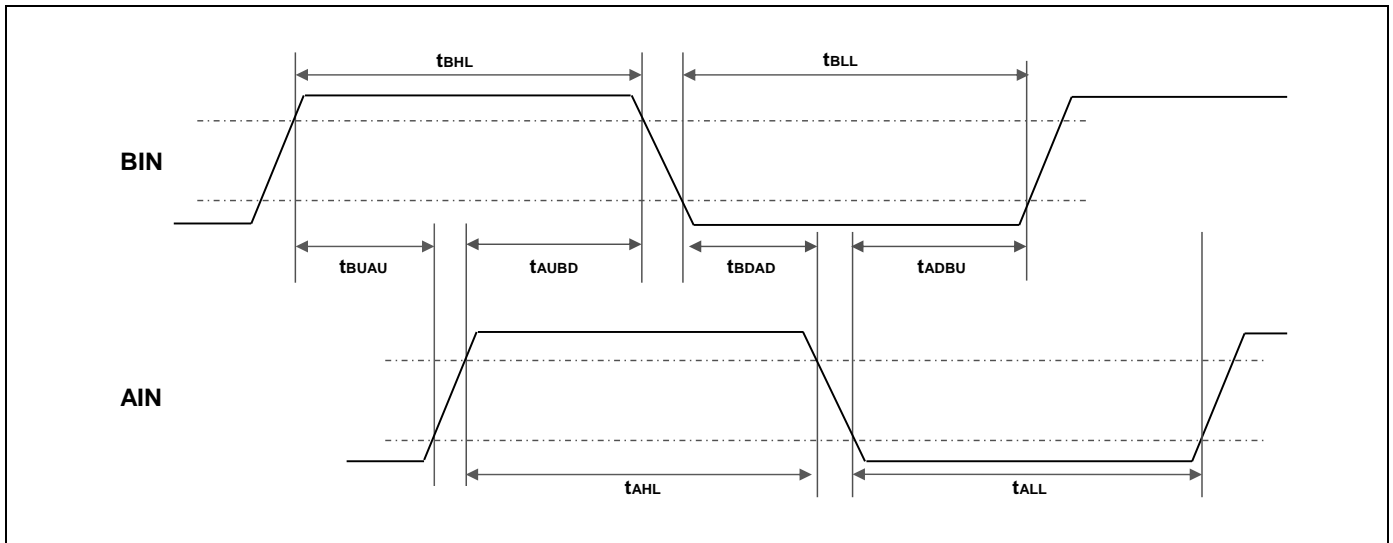 tBHL
tBLL
BIN
tBUAU
tAUBD
tBDAD
tADBU
AIN
tAHL
tALL